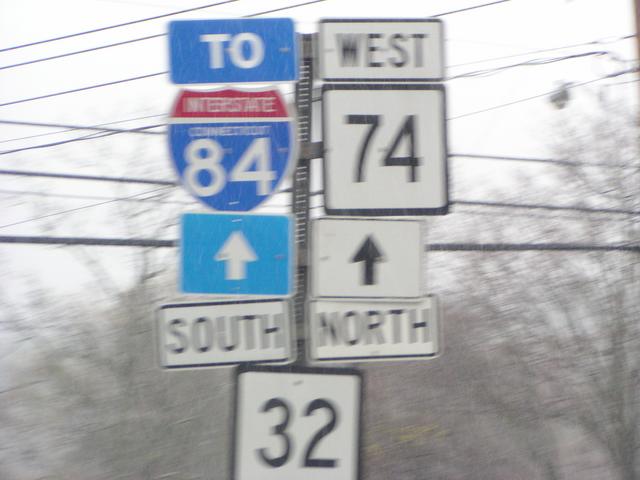 TO
INTERSTATE
CONNECTICUT
84
WEST
74
SOUTH
NORTH
32